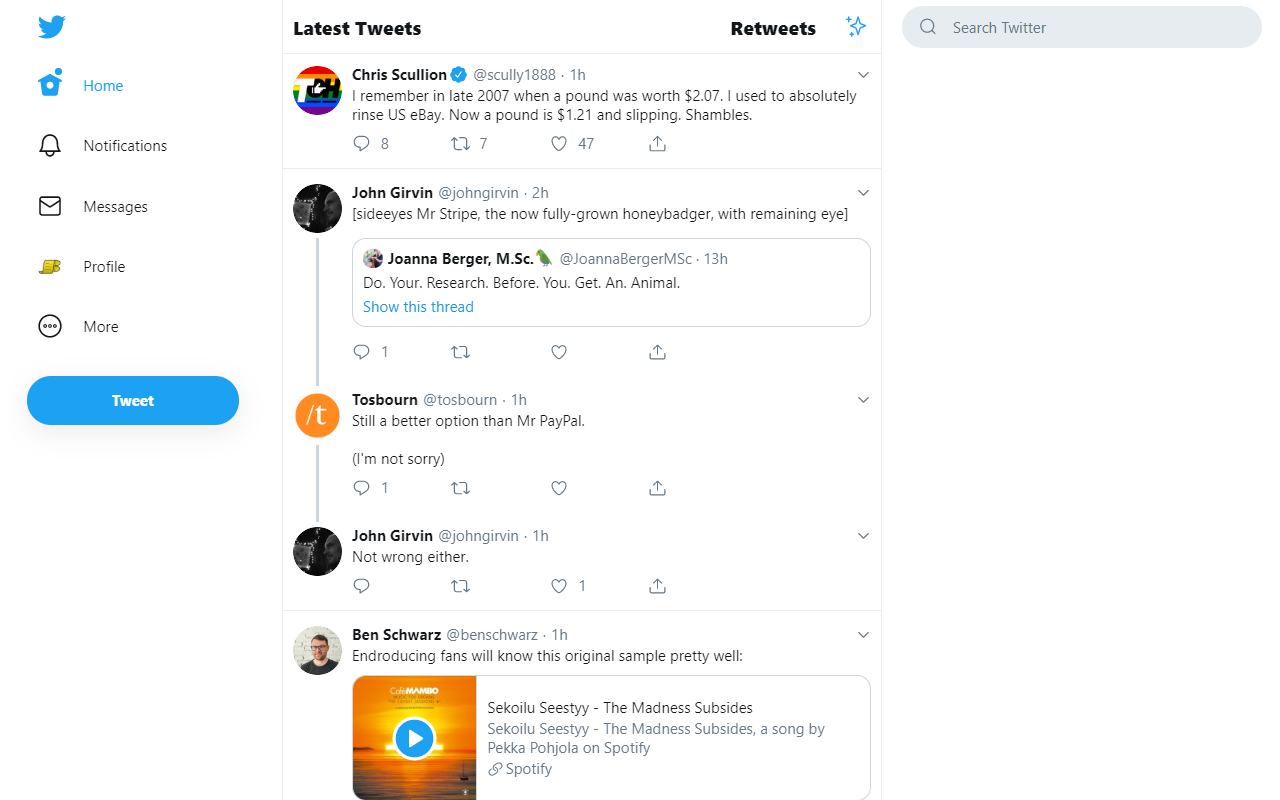 Latest Tweets
Retweets
Search Twitter
Home
Notifications
Messages
Profile
More
Tweet
Chris Scullion @scully1888 · 1h
I remember in late 2007 when a pound was worth $2.07. I used to absolutely
rinse US eBay. Now a pound is $1.21 and slipping. Shambles.
8 7 47
John Girvin @johngirvin · 2h
[sideeyes Mr Stripe, the now fully-grown honeybadger, with remaining eye]
Joanna Berger, M.Sc. @JoannaBergerMSc · 13h
Do. Your. Research. Before. You. Get. An. Animal.
Show this thread
1
/t
Tosbourn @tosbourn · 1h
Still a better option than Mr PayPal.
(I'm not sorry)
1
John Girvin @johngirvin · 1h
Not wrong either.
1
Ben Schwarz @benschwarz · 1h
Endroducing fans will know this original sample pretty well:
Café MAMBO
Sekoilu Seestyy - The Madness Subsides
Sekoilu Seestyy - The Madness Subsides, a song by
Pekka Pohjola on Spotify
Spotify